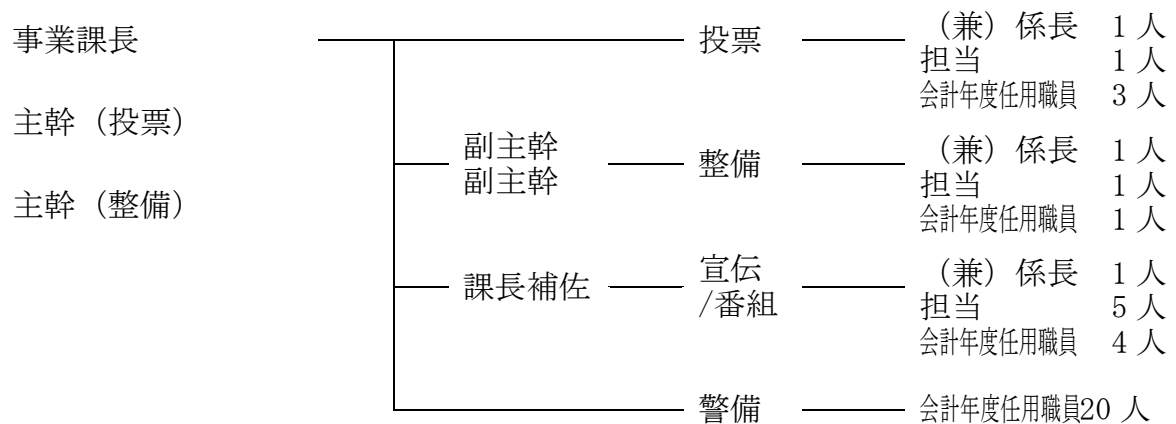 事業課長
主幹（投票）
主幹（整備）
投票
（兼）係長 1人
担当 1人
会計年度任用職員 3人
副主幹
副主幹
整備
（兼）係長 1人
担当 1人
会計年度任用職員 1人
課長補佐
宣伝
/番組
（兼）係長 1人
担当 5人
会計年度任用職員 4人
警備
会計年度任用職員20人